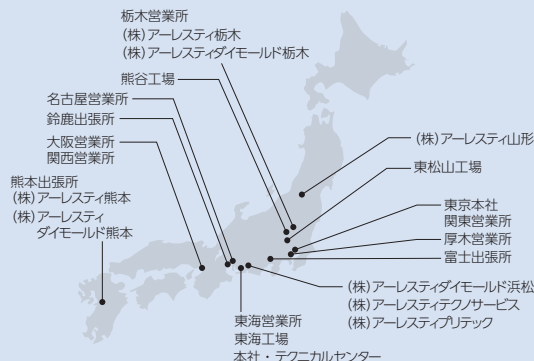 栃木営業所
(株)アーレスティ栃木
(株)アーレスティダイモールド栃木
熊谷工場
名古屋営業所
鈴鹿出張所
大阪営業所
関西営業所
熊本出張所
(株)アーレスティ熊本
(株)アーレスティ
ダイモールド熊本
(株)アーレスティ山形
東松山工場
東京本社
関東営業所
厚木営業所
富士出張所
(株)アーレスティダイモールド浜松
(株)アーレスティテクノサービス
(株)アーレスティプリテック
東海営業所
東海工場
本社・テクニカルセンター